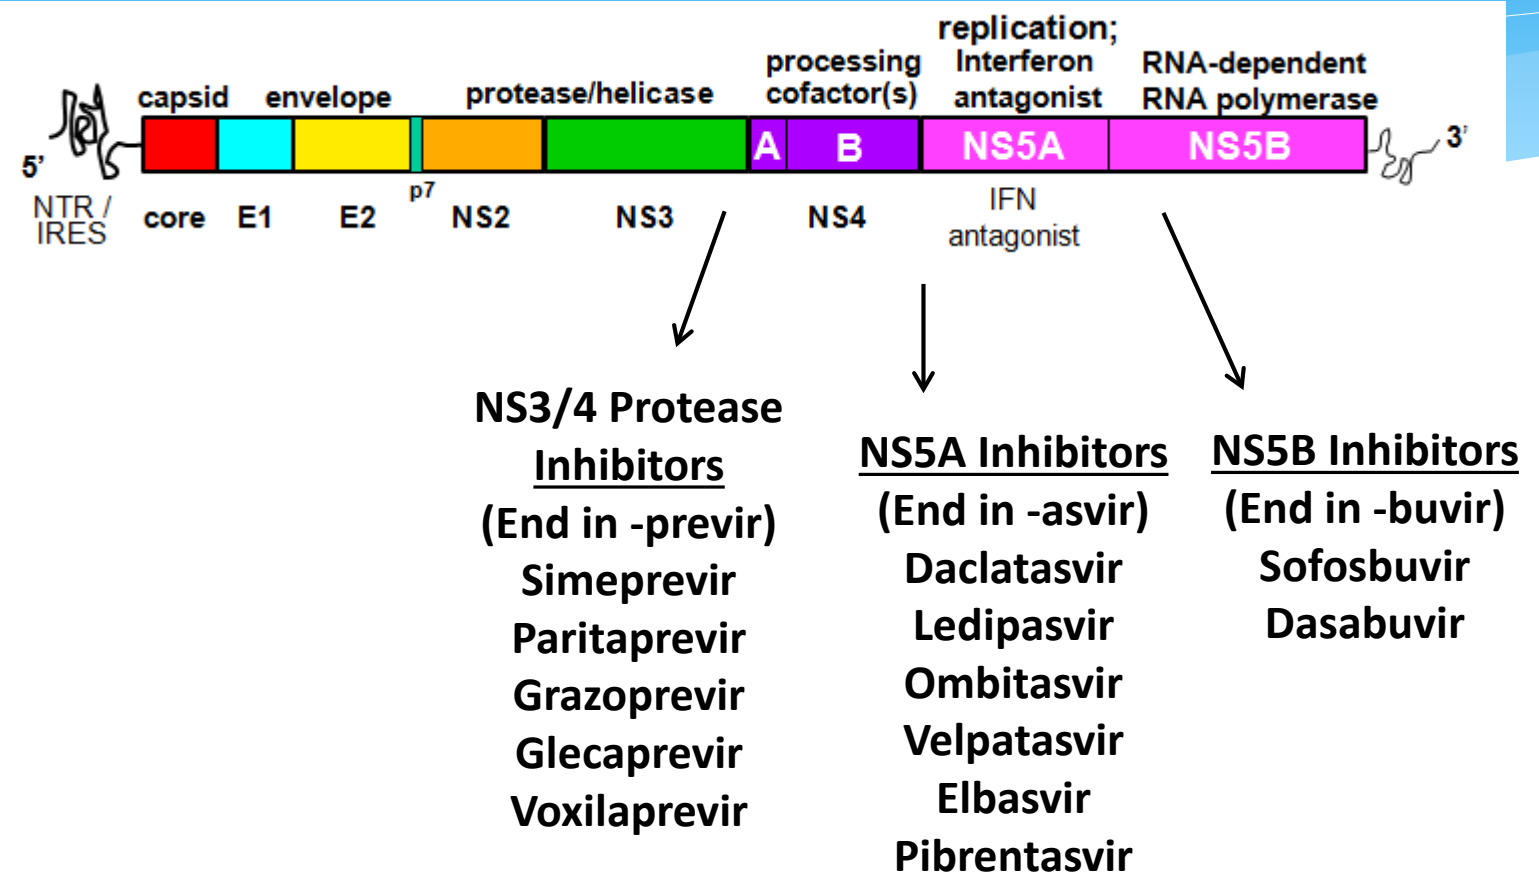 replication;
processing Interferon RNA-dependent
capsid envelope protease/helicase cofactor(s) antagonist RNA polymerase
5' A B NS5A NS5B 3'
p7
NTR / IFN
IRES core E1 E2 NS2 NS3 NS4 antagonist
NS3/4 Protease
Inhibitors
(End in -previr)
Simeprevir
Paritaprevir
Grazoprevir
Glecaprevir
Voxilaprevir
NS5A Inhibitors
(End in -asvir)
Daclatasvir
Ledipasvir
Ombitasvir
Velpatasvir
Elbasvir
Pibrentasvir
NS5B Inhibitors
(End in -buvir)
Sofosbuvir
Dasabuvir